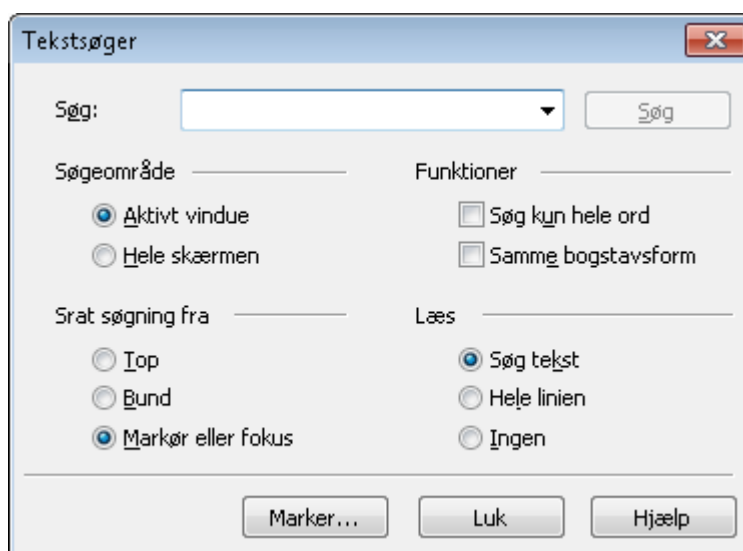 Tekstsøger
Søg: Søg
Søgeområde Funktioner
Aktivt vindue Søg kun hele ord
Hele skærmen Samme bogstavsform
Srat søgning fra Læs
Top Søg tekst
Bund Hele linien
Markør eller fokus Ingen
Marker... Luk Hjælp